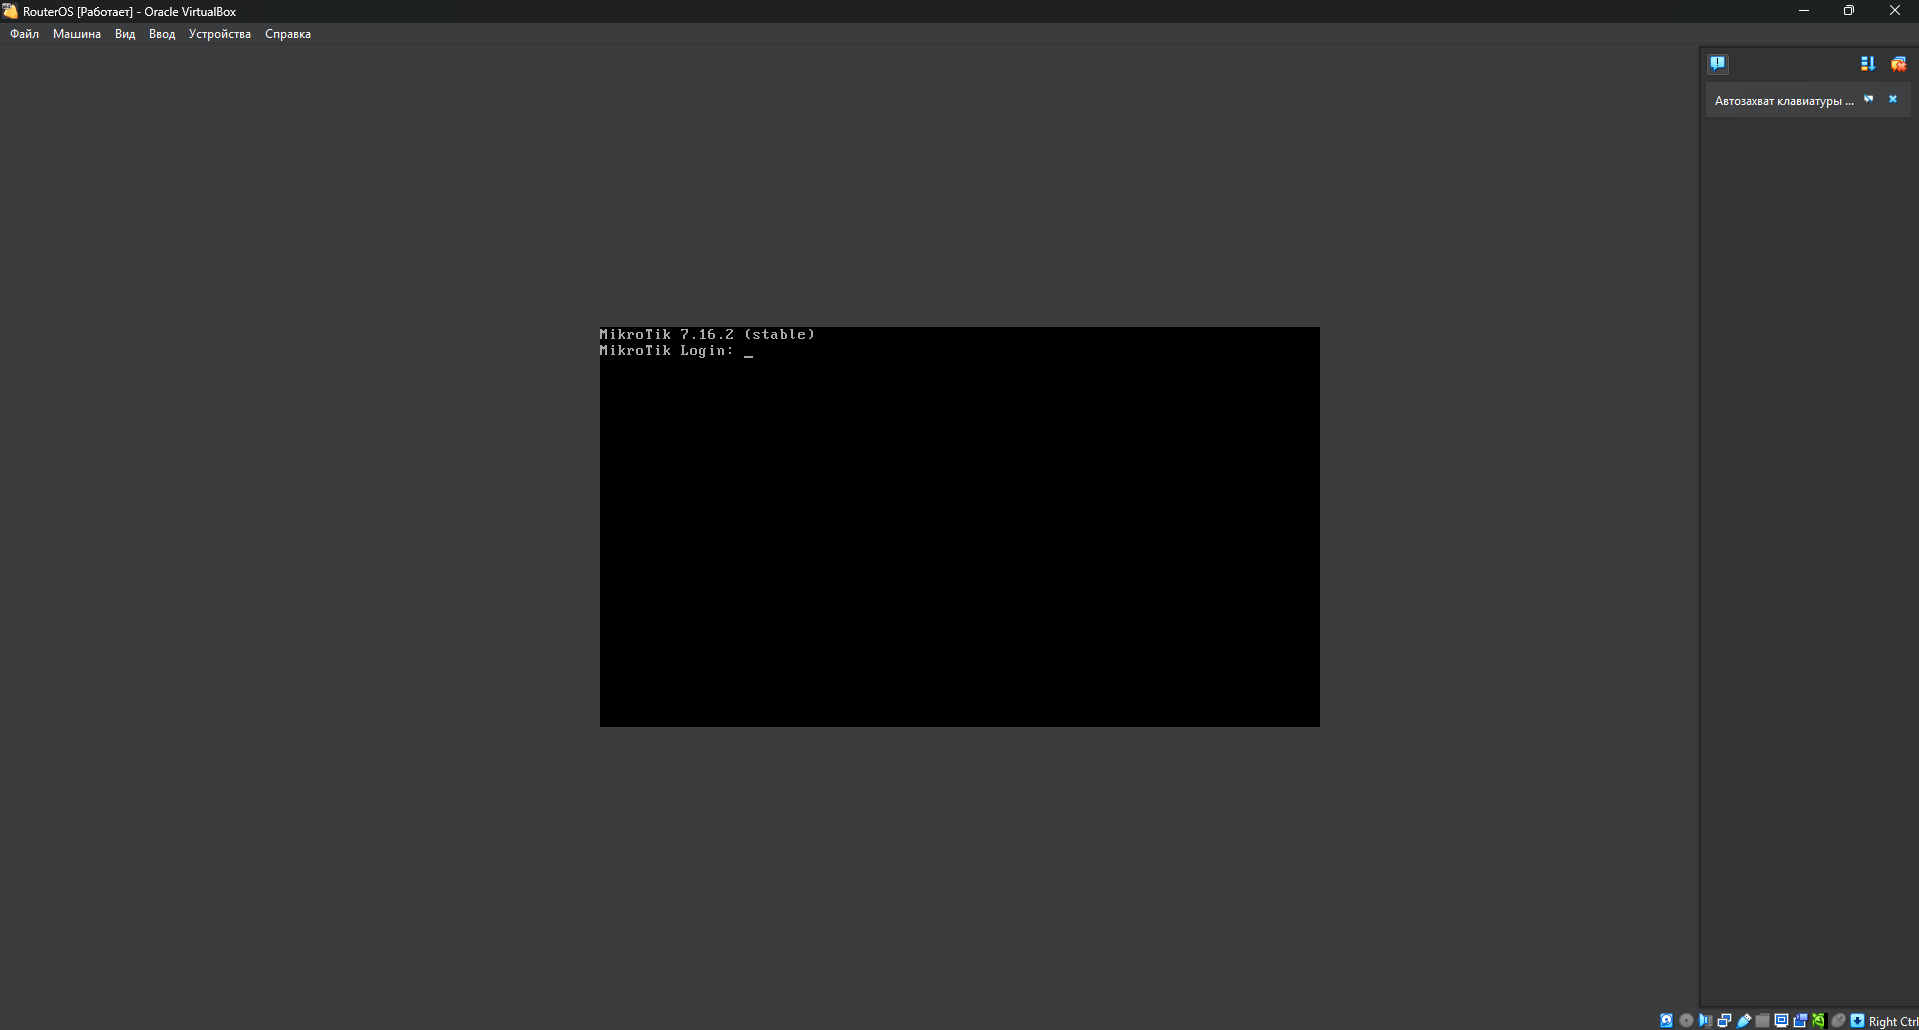 RouterOS [Работает] - Oracle VirtualBox
Файл Машина Вид Ввод Устройства Справка
Автозахват клавиатуры ...
MikroTik 7.16.2 (stable)
MikroTik Login: _
Right Ctrl